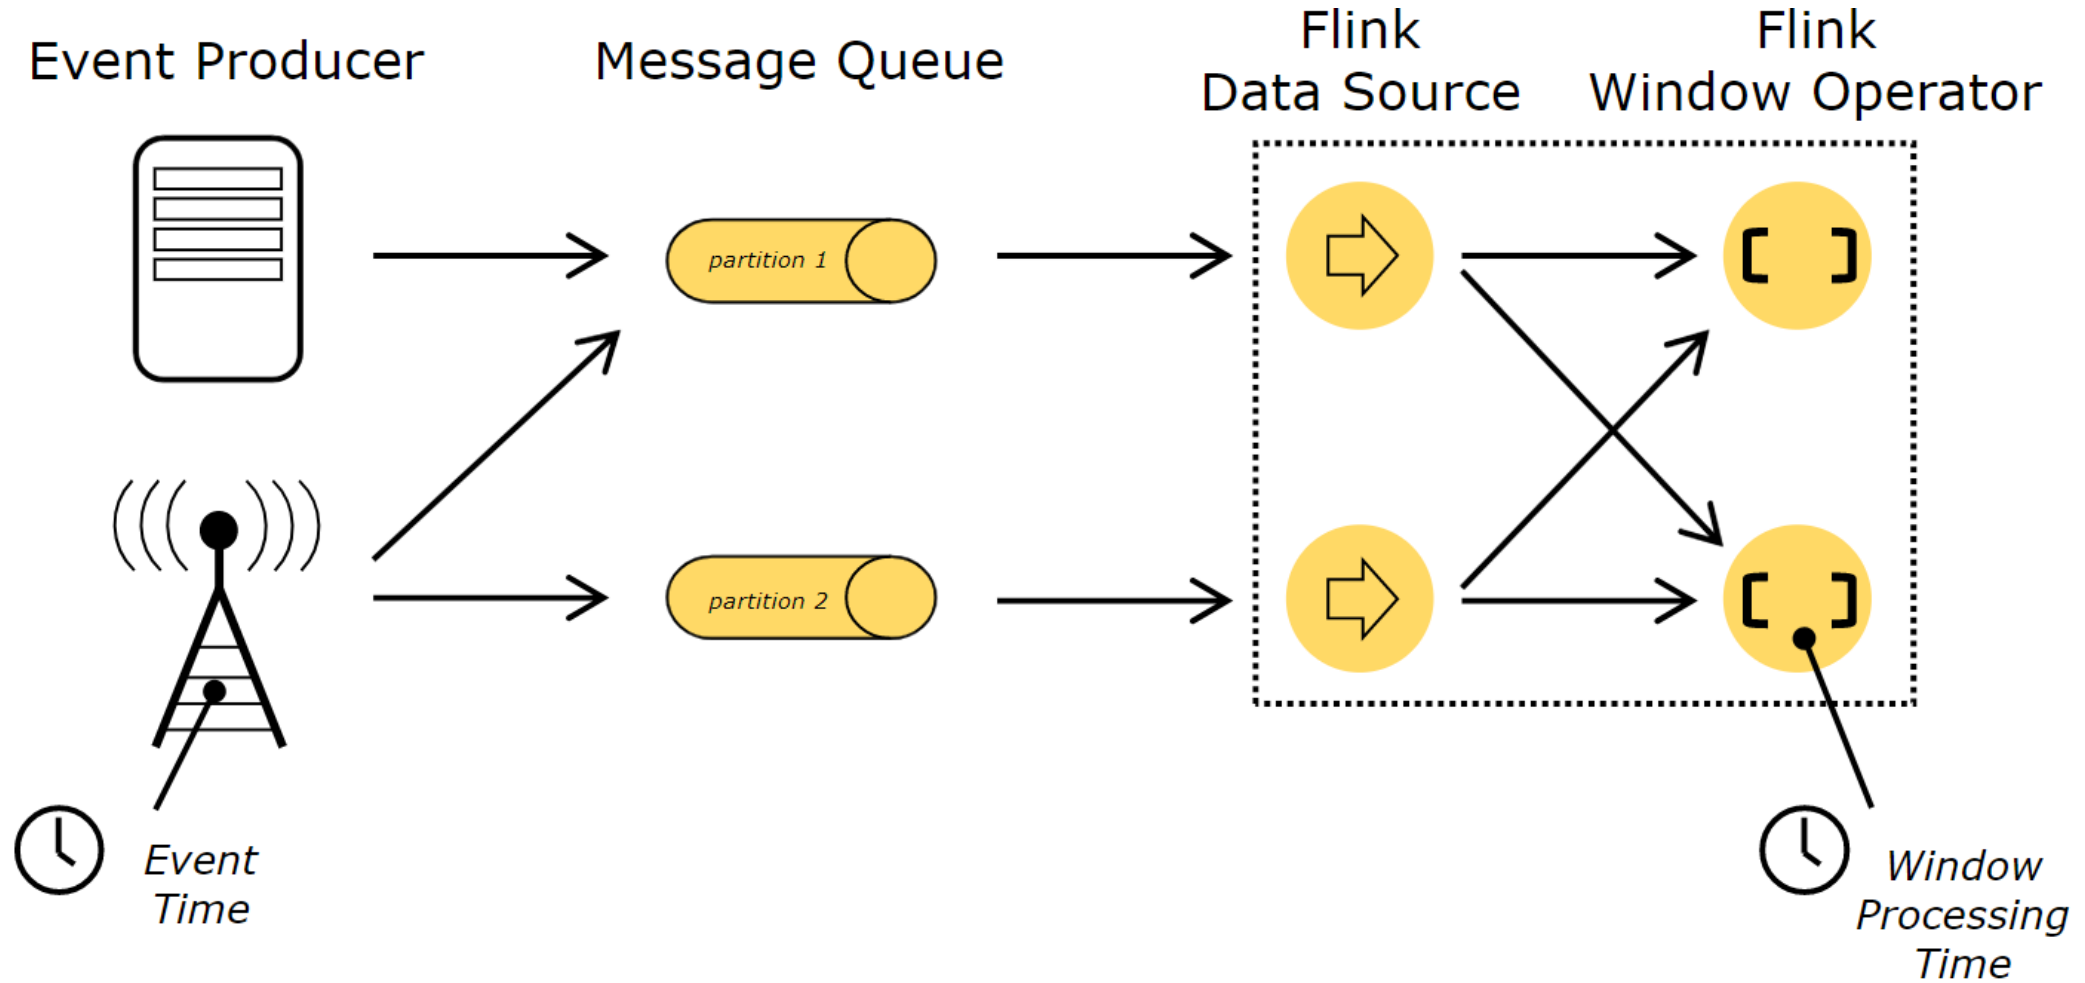 Event Producer
Message Queue
Flink
Data Source
Flink
Window Operator
partition 1
partition 2
Event
Time
Window
Processing
Time